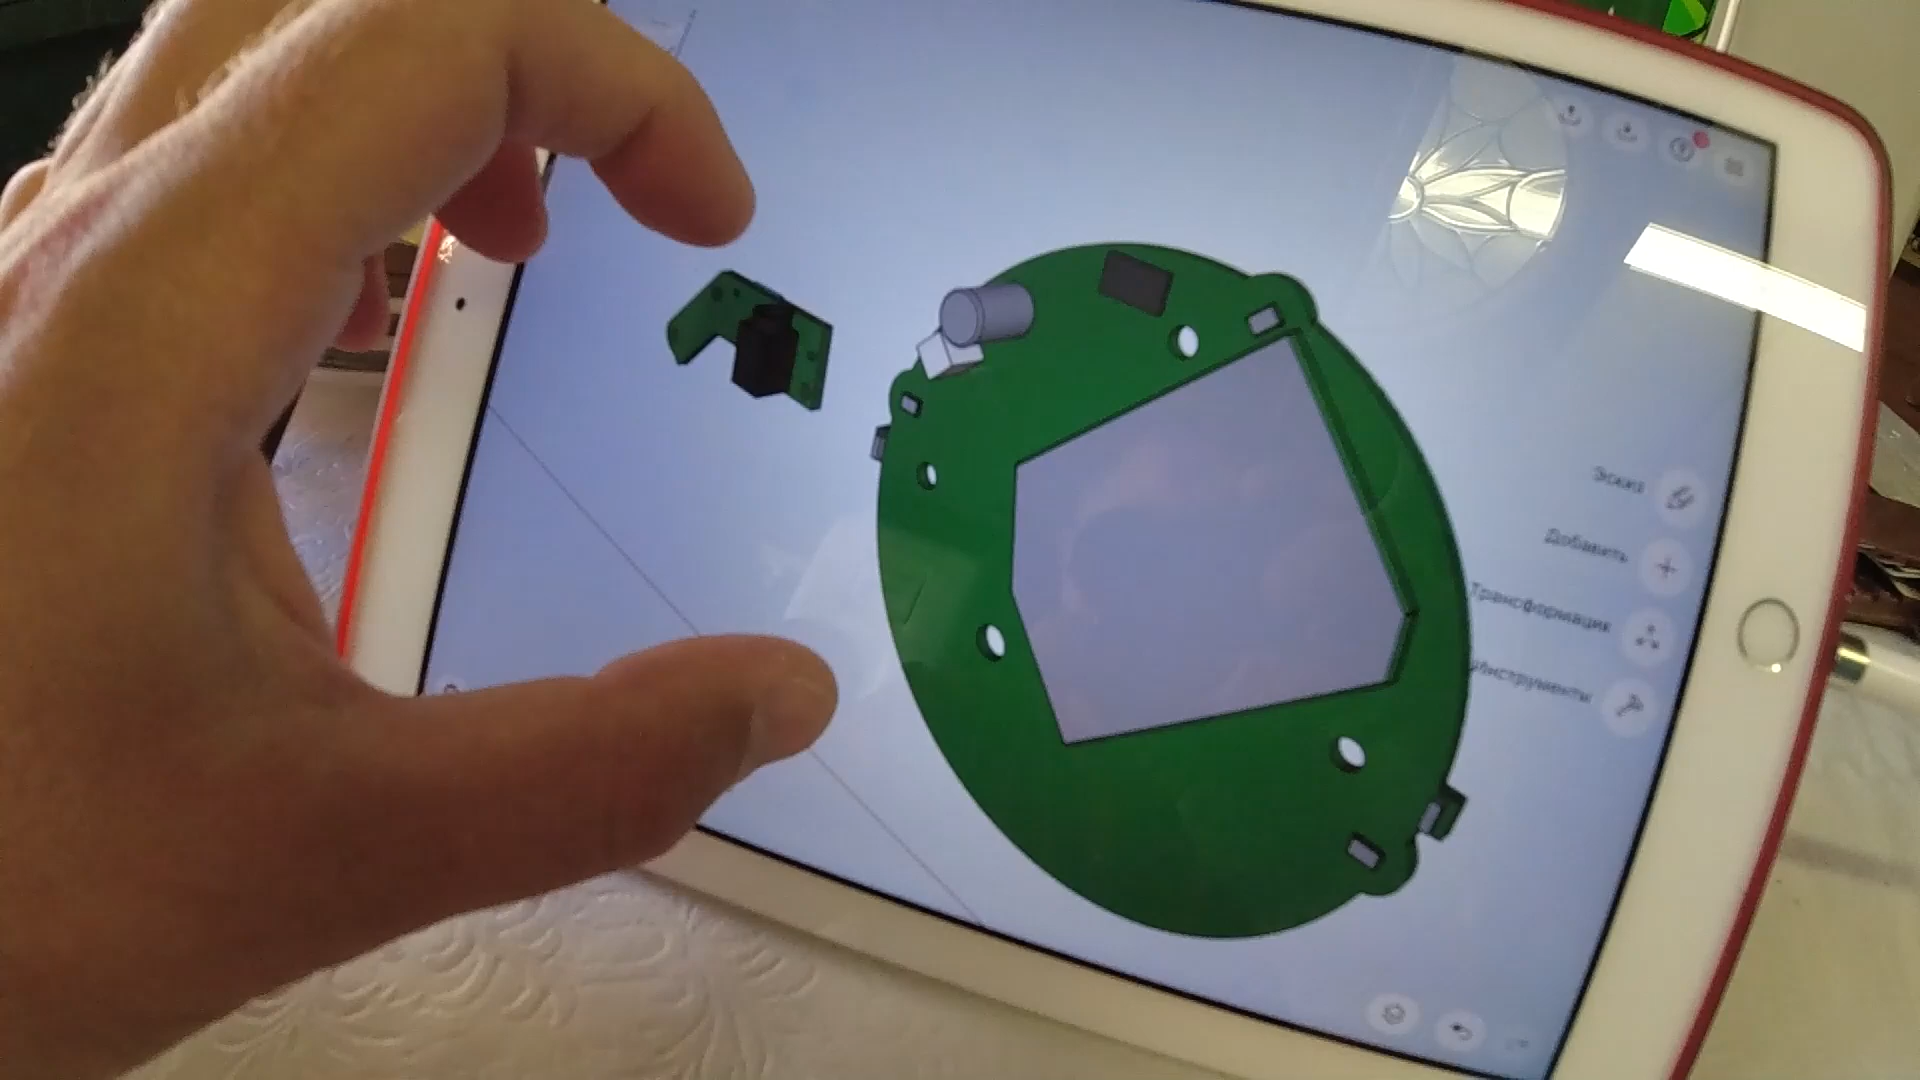 Эскиз
Добавить
Трансформация
Инструменты